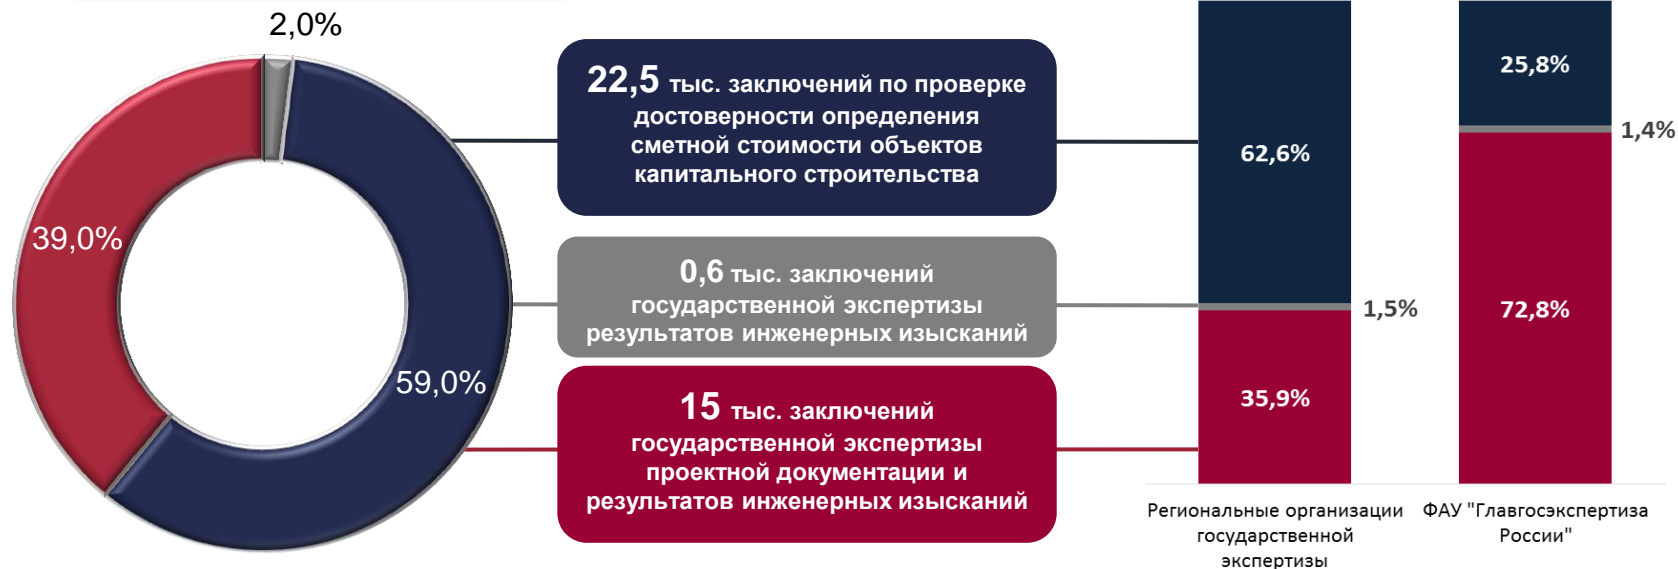 2,0%
39,0%
59,0%
22,5 тыс. заключений по проверке
достоверности определения
сметной стоимости объектов
капитального строительства
0,6 тыс. заключений
государственной экспертизы
результатов инженерных изысканий
15 тыс. заключений
государственной экспертизы
проектной документации и
результатов инженерных изысканий
62,6%
1,5%
35,9%
25,8%
1,4%
72,8%
Региональные организации
государственной
экспертизы
ФАУ "Главгосэкспертиза
России"